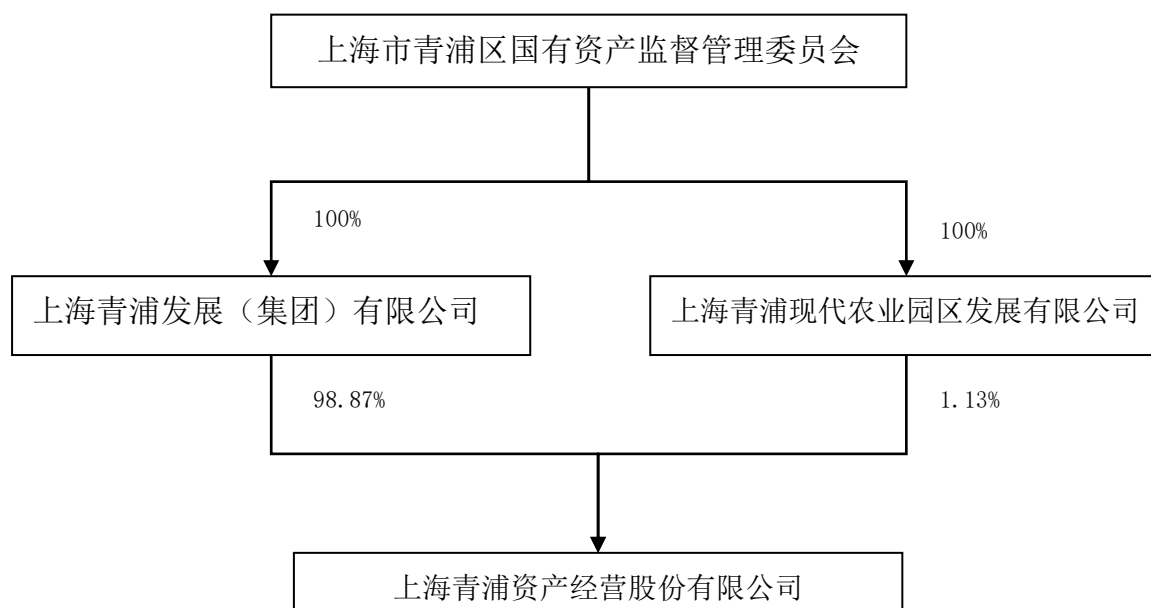 上海市青浦区国有资产监督管理委员会
100%
100%
上海青浦发展（集团）有限公司
上海青浦现代农业园区发展有限公司
98.87%
1.13%
上海青浦资产经营股份有限公司